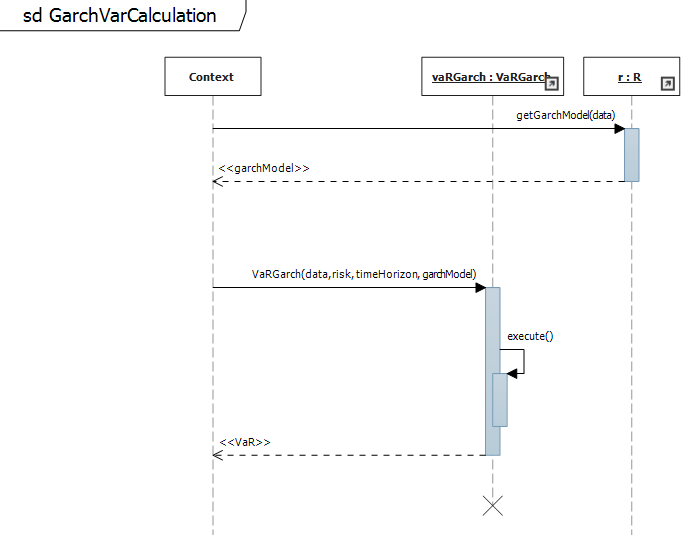 sd GarchVarCalculation
Context
vaRGarch : VaRGarch
r : R
getGarchModel(data)
<<garchModel>>
VaRGarch(data,risk,timeHorizon, garchModel)
execute()
<<VaR>>